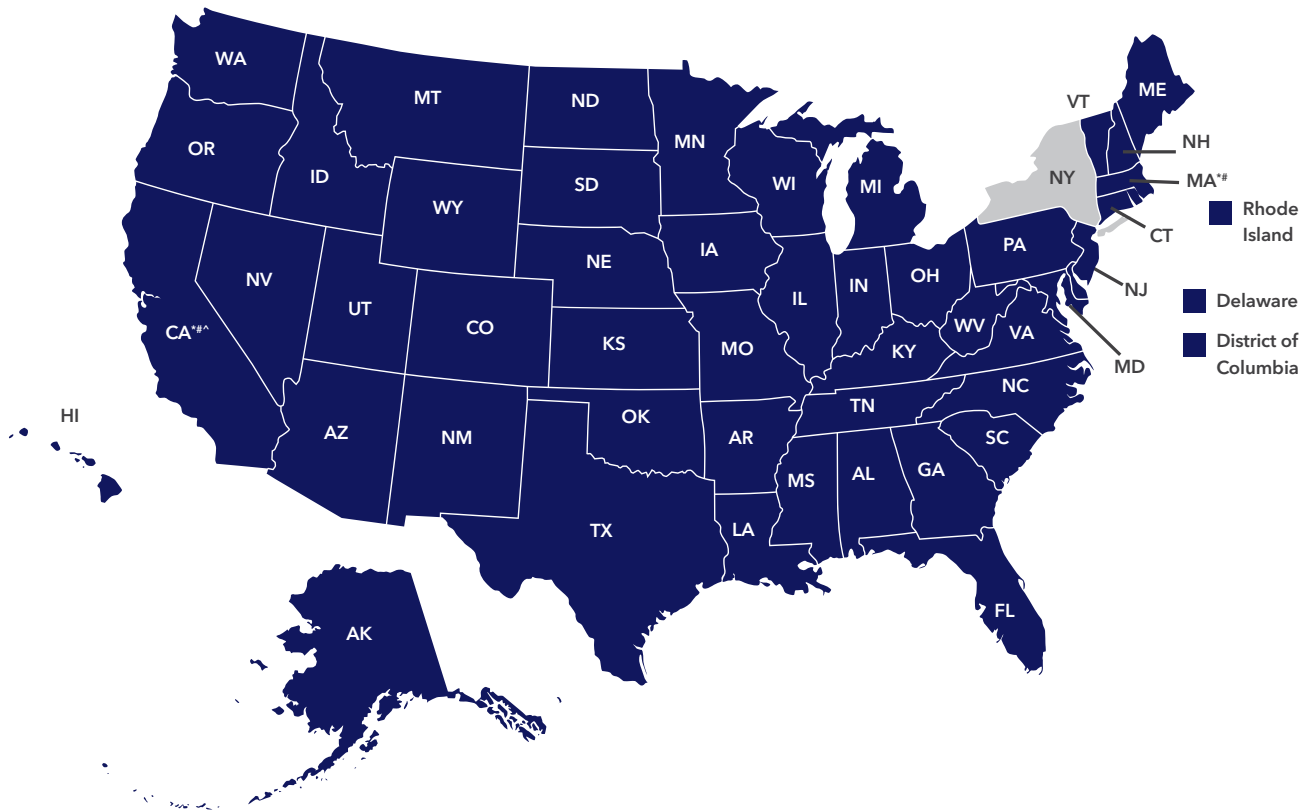 WA
MT
ND
MN
ME
VT
OR
ID
SD
WI
MI
NH
NY
MA*#
WY
Rhode
Island
CT
IA
PA
NE
NV
OH
IN
IL
NJ
UT
Delaware
CO
CA*#^
WV
VA
KS
MO
KY
District of
Columbia
MD
NC
TN
HI
OK
AZ
NM
AR
SC
MS
AL
GA
TX
LA
FL
AK